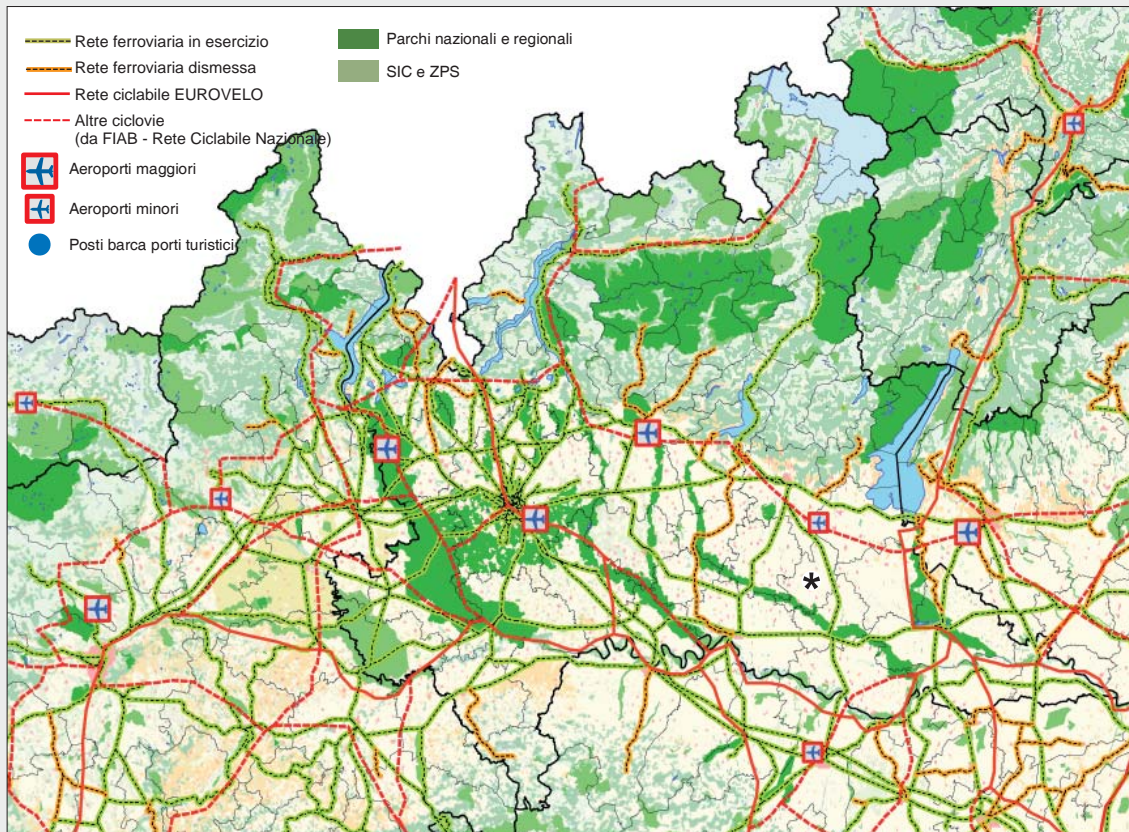 Rete ferroviaria in esercizio
Rete ferroviaria dismessa
Rete ciclabile EUROVELO
Altre ciclovie
(da FIAB - Rete Ciclabile Nazionale)
Aeroporti maggiori
Aeroporti minori
Posti barca porti turistici
Parchi nazionali e regionali
SIC e ZPS
*